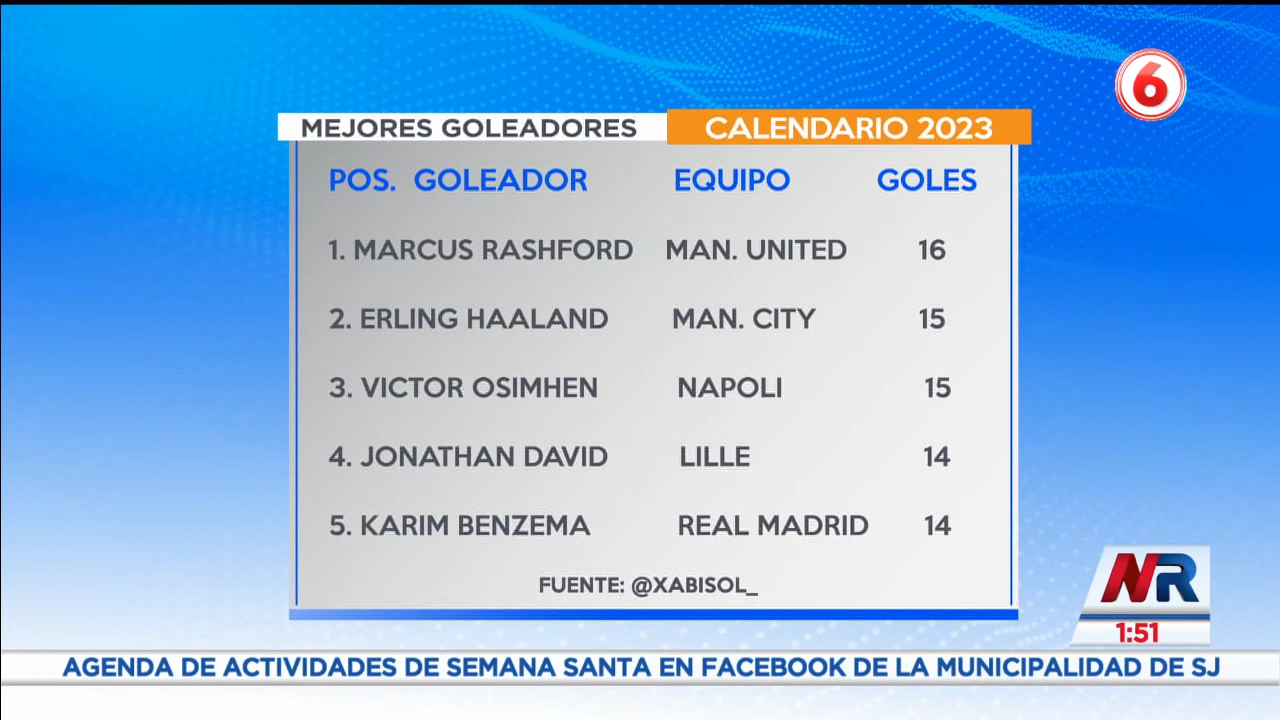 6
MEJORES GOLEADORES CALENDARIO 2023
POS. GOLEADOR EQUIPO GOLES
1. MARCUS RASHFORD MAN. UNITED 16
2. ERLING HAALAND MAN. CITY 15
3. VICTOR OSIMHEN NAPOLI 15
4. JONATHAN DAVID LILLE 14
5. KARIM BENZEMA REAL MADRID 14
FUENTE: @XABISOL_
NR
1:51
AGENDA DE ACTIVIDADES DE SEMANA SANTA EN FACEBOOK DE LA MUNICIPALIDAD DE SJ